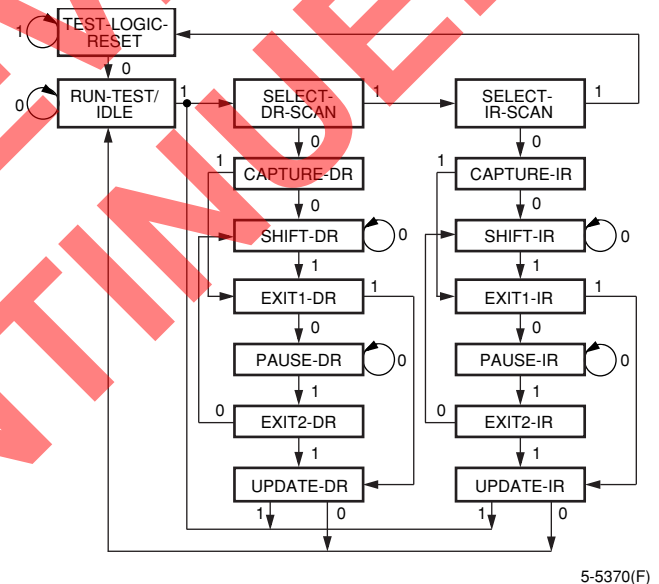 TEST-LOGIC-
RESET
1
0
RUN-TEST/
IDLE
0
1
SELECT-
DR-SCAN
1
SELECT-
IR-SCAN
1
0
0
1
CAPTURE-DR
1
CAPTURE-IR
0
0
SHIFT-DR
0
SHIFT-IR
0
1
1
EXIT1-DR
1
EXIT1-IR
1
0
0
PAUSE-DR
0
PAUSE-IR
0
1
1
0
EXIT2-DR
0
EXIT2-IR
1
1
UPDATE-DR
UPDATE-IR
1
0
1
0
5-5370(F)